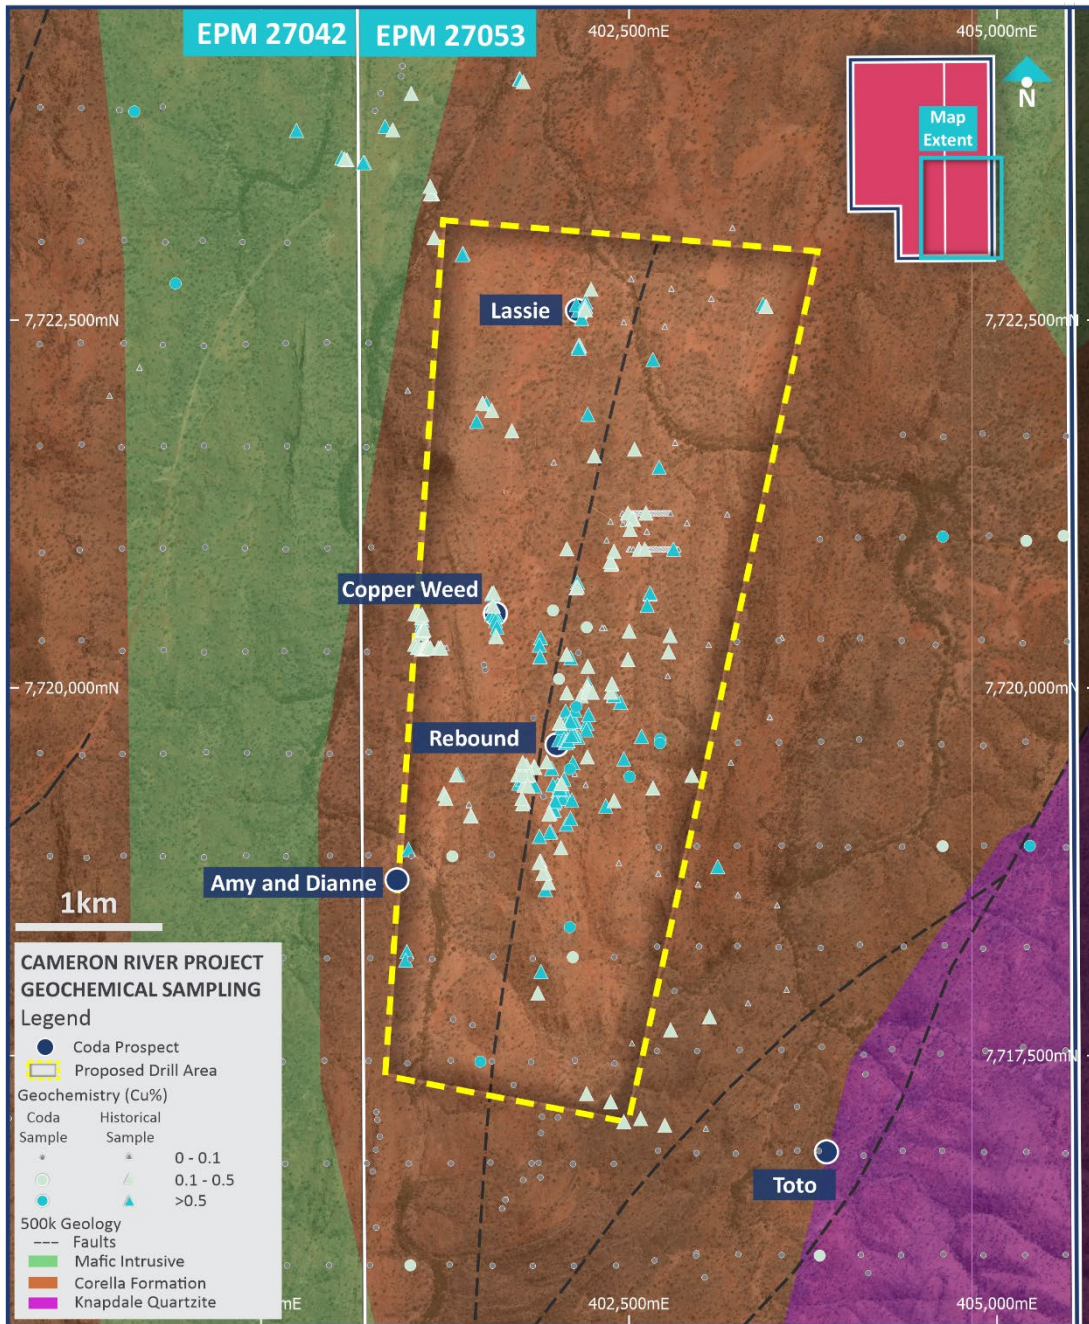 EPM 27042
EPM 27053
402,500mE
405,000mE
Map
Extent
N
Lassie
7,722,500mN
7,722,500mN
Copper Weed
7,720,000mN
7,720,000mN
Rebound
Amy and Dianne
1km
CAMERON RIVER PROJECT
GEOCHEMICAL SAMPLING
Legend
Coda Prospect
Proposed Drill Area
Geochemistry (Cu%)
Coda Historical
Sample Sample
0 - 0.1
0.1 - 0.5
>0.5
500k Geology
Faults
Mafic Intrusive
Corella Formation
Knapdale Quartzite
7,717,500mN
Toto
mE
402,500mE
405,000mE